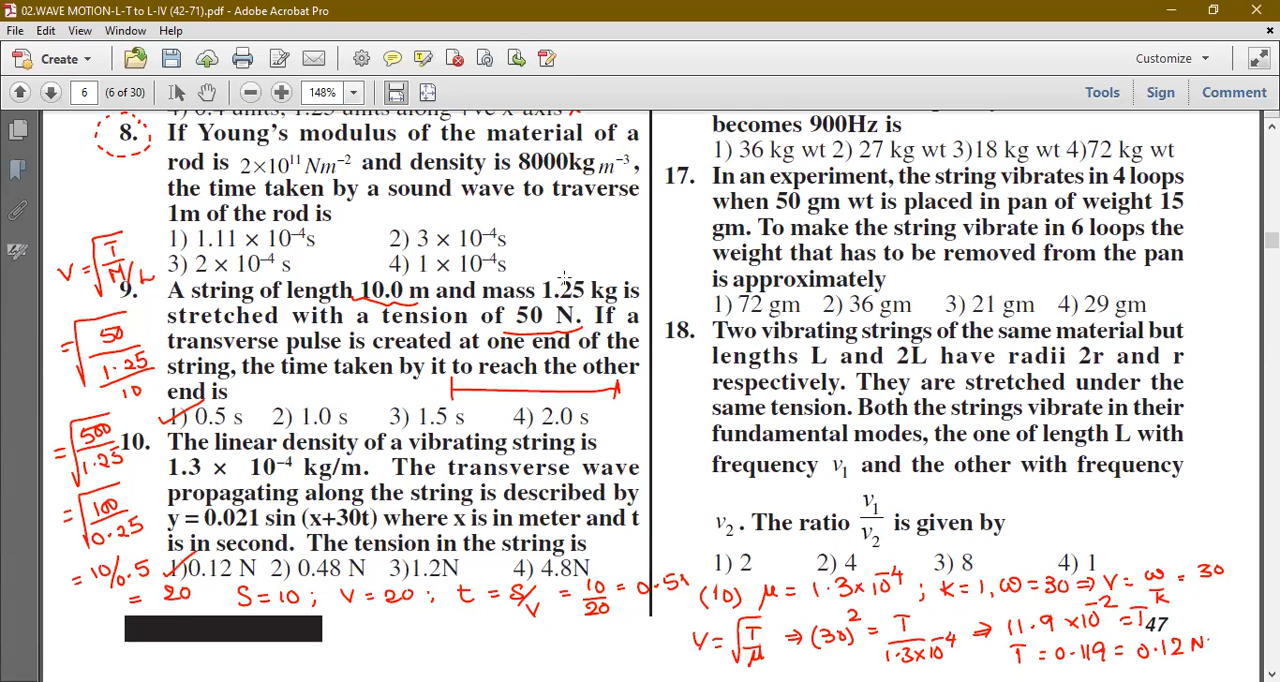 02.WAVE MOTION-L-T to L-IV (42-71).pdf - Adobe Acrobat Pro
File Edit View Window Help
Create
Customize
6 (6 of 30) 148%
Tools Sign Comment
8. If Young's modulus of the material of a
rod is 2×10¹¹ Nm⁻² and density is 8000kg m⁻³,
the time taken by a sound wave to traverse
1m of the rod is
1) 1.11 × 10⁻⁴s 2) 3 × 10⁻⁴s
3) 2 × 10⁻⁴ s 4) 1 × 10⁻⁴s
9. A string of length 10.0 m and mass 1.25 kg is
stretched with a tension of 50 N. If a
transverse pulse is created at one end of the
string, the time taken by it to reach the other
end is
1) 0.5 s 2) 1.0 s 3) 1.5 s 4) 2.0 s
10. The linear density of a vibrating string is
1.3 × 10⁻⁴ kg/m. The transverse wave
propagating along the string is described by
y = 0.021 sin (x+30t) where x is in meter and t
is in second. The tension in the string is
1)0.12 N 2) 0.48 N 3)1.2N 4) 4.8N
V = √(T/(M/L))
= √(50/(1.25/10))
= √(500/1.25)
= √(100/0.25)
= 10/0.5
= 20 S = 10 ; V = 20 ; t = S/V = 10/20 = 0.5s
becomes 900Hz is
1) 36 kg wt 2) 27 kg wt 3)18 kg wt 4)72 kg wt
17. In an experiment, the string vibrates in 4 loops
when 50 gm wt is placed in pan of weight 15
gm. To make the string vibrate in 6 loops the
weight that has to be removed from the pan
is approximately
1) 72 gm 2) 36 gm 3) 21 gm 4) 29 gm
18. Two vibrating strings of the same material but
lengths L and 2L have radii 2r and r
respectively. They are stretched under the
same tension. Both the strings vibrate in their
fundamental modes, the one of length L with
frequency ν₁ and the other with frequency
ν₂. The ratio ν₁/ν₂ is given by
1) 2 2) 4 3) 8 4) 1
(10) μ = 1.3×10⁻⁴ ; K = 1, ω = 30 ⇒ V = ω/K = 30
V = √(T/μ) ⇒ (30)² = T/1.3×10⁻⁴ ⇒ 11.9 ×10⁻² = T
47
T = 0.119 = 0.12 N.